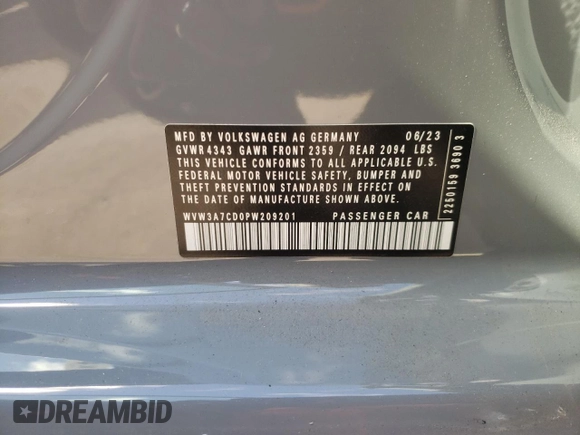 MFD BY VOLKSWAGEN AG GERMANY 06/23
GVWR 4343 GAWR FRONT 2359 / REAR 2094 LBS
THIS VEHICLE CONFORMS TO ALL APPLICABLE U.S.
FEDERAL MOTOR VEHICLE SAFETY, BUMPER AND
THEFT PREVENTION STANDARDS IN EFFECT ON
THE DATE OF MANUFACTURE SHOWN ABOVE.
WVW3A7CD0PW209201 PASSENGER CAR
2250159 3690 3
DREAMBID